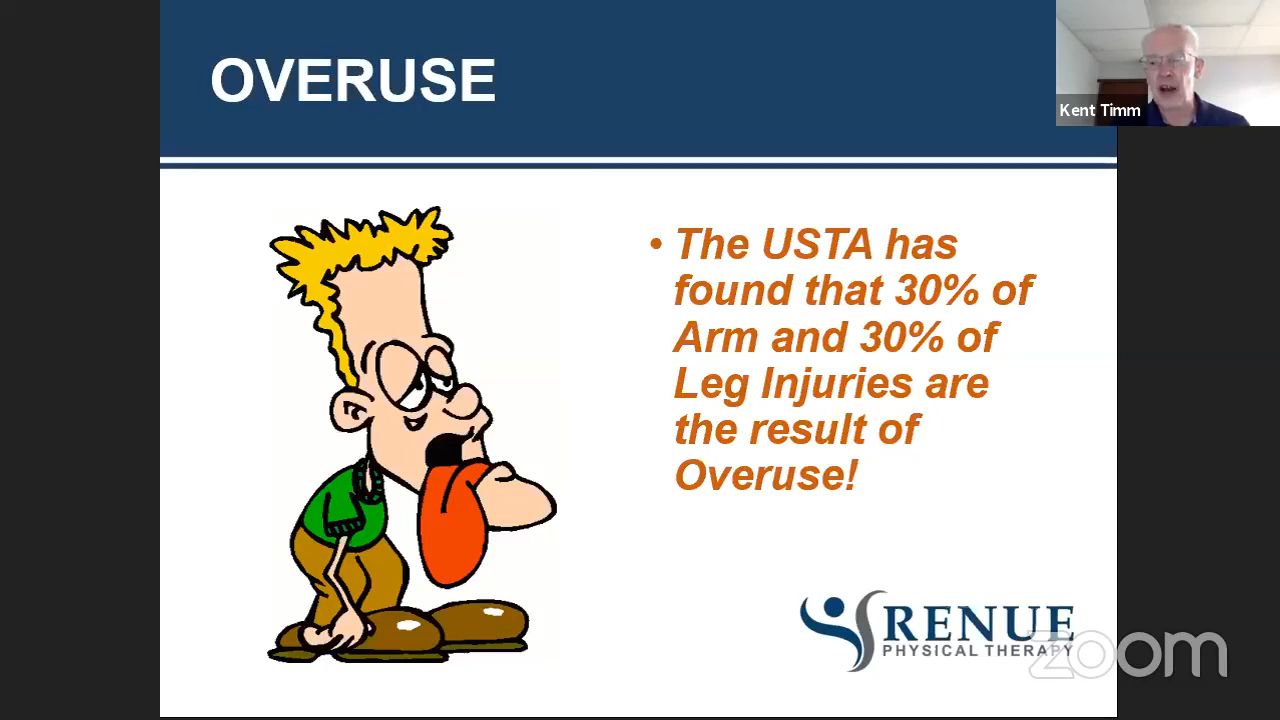 OVERUSE
Kent Timm
• The USTA has
found that 30% of
Arm and 30% of
Leg Injuries are
the result of
Overuse!
RENUE
PHYSICAL THERAPY
zoom